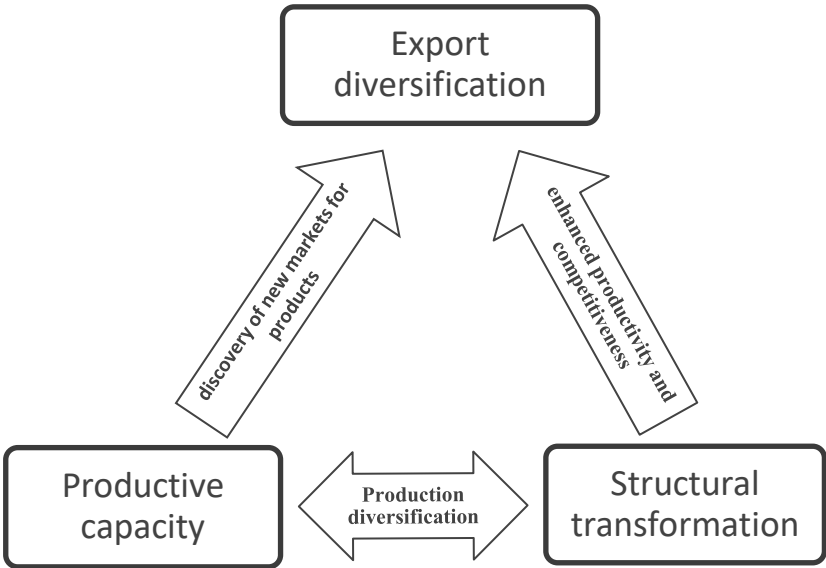 Export
diversification
discovery of new markets for
products
enhanced productivity and
competitiveness
Productive
capacity
Production
diversification
Structural
transformation